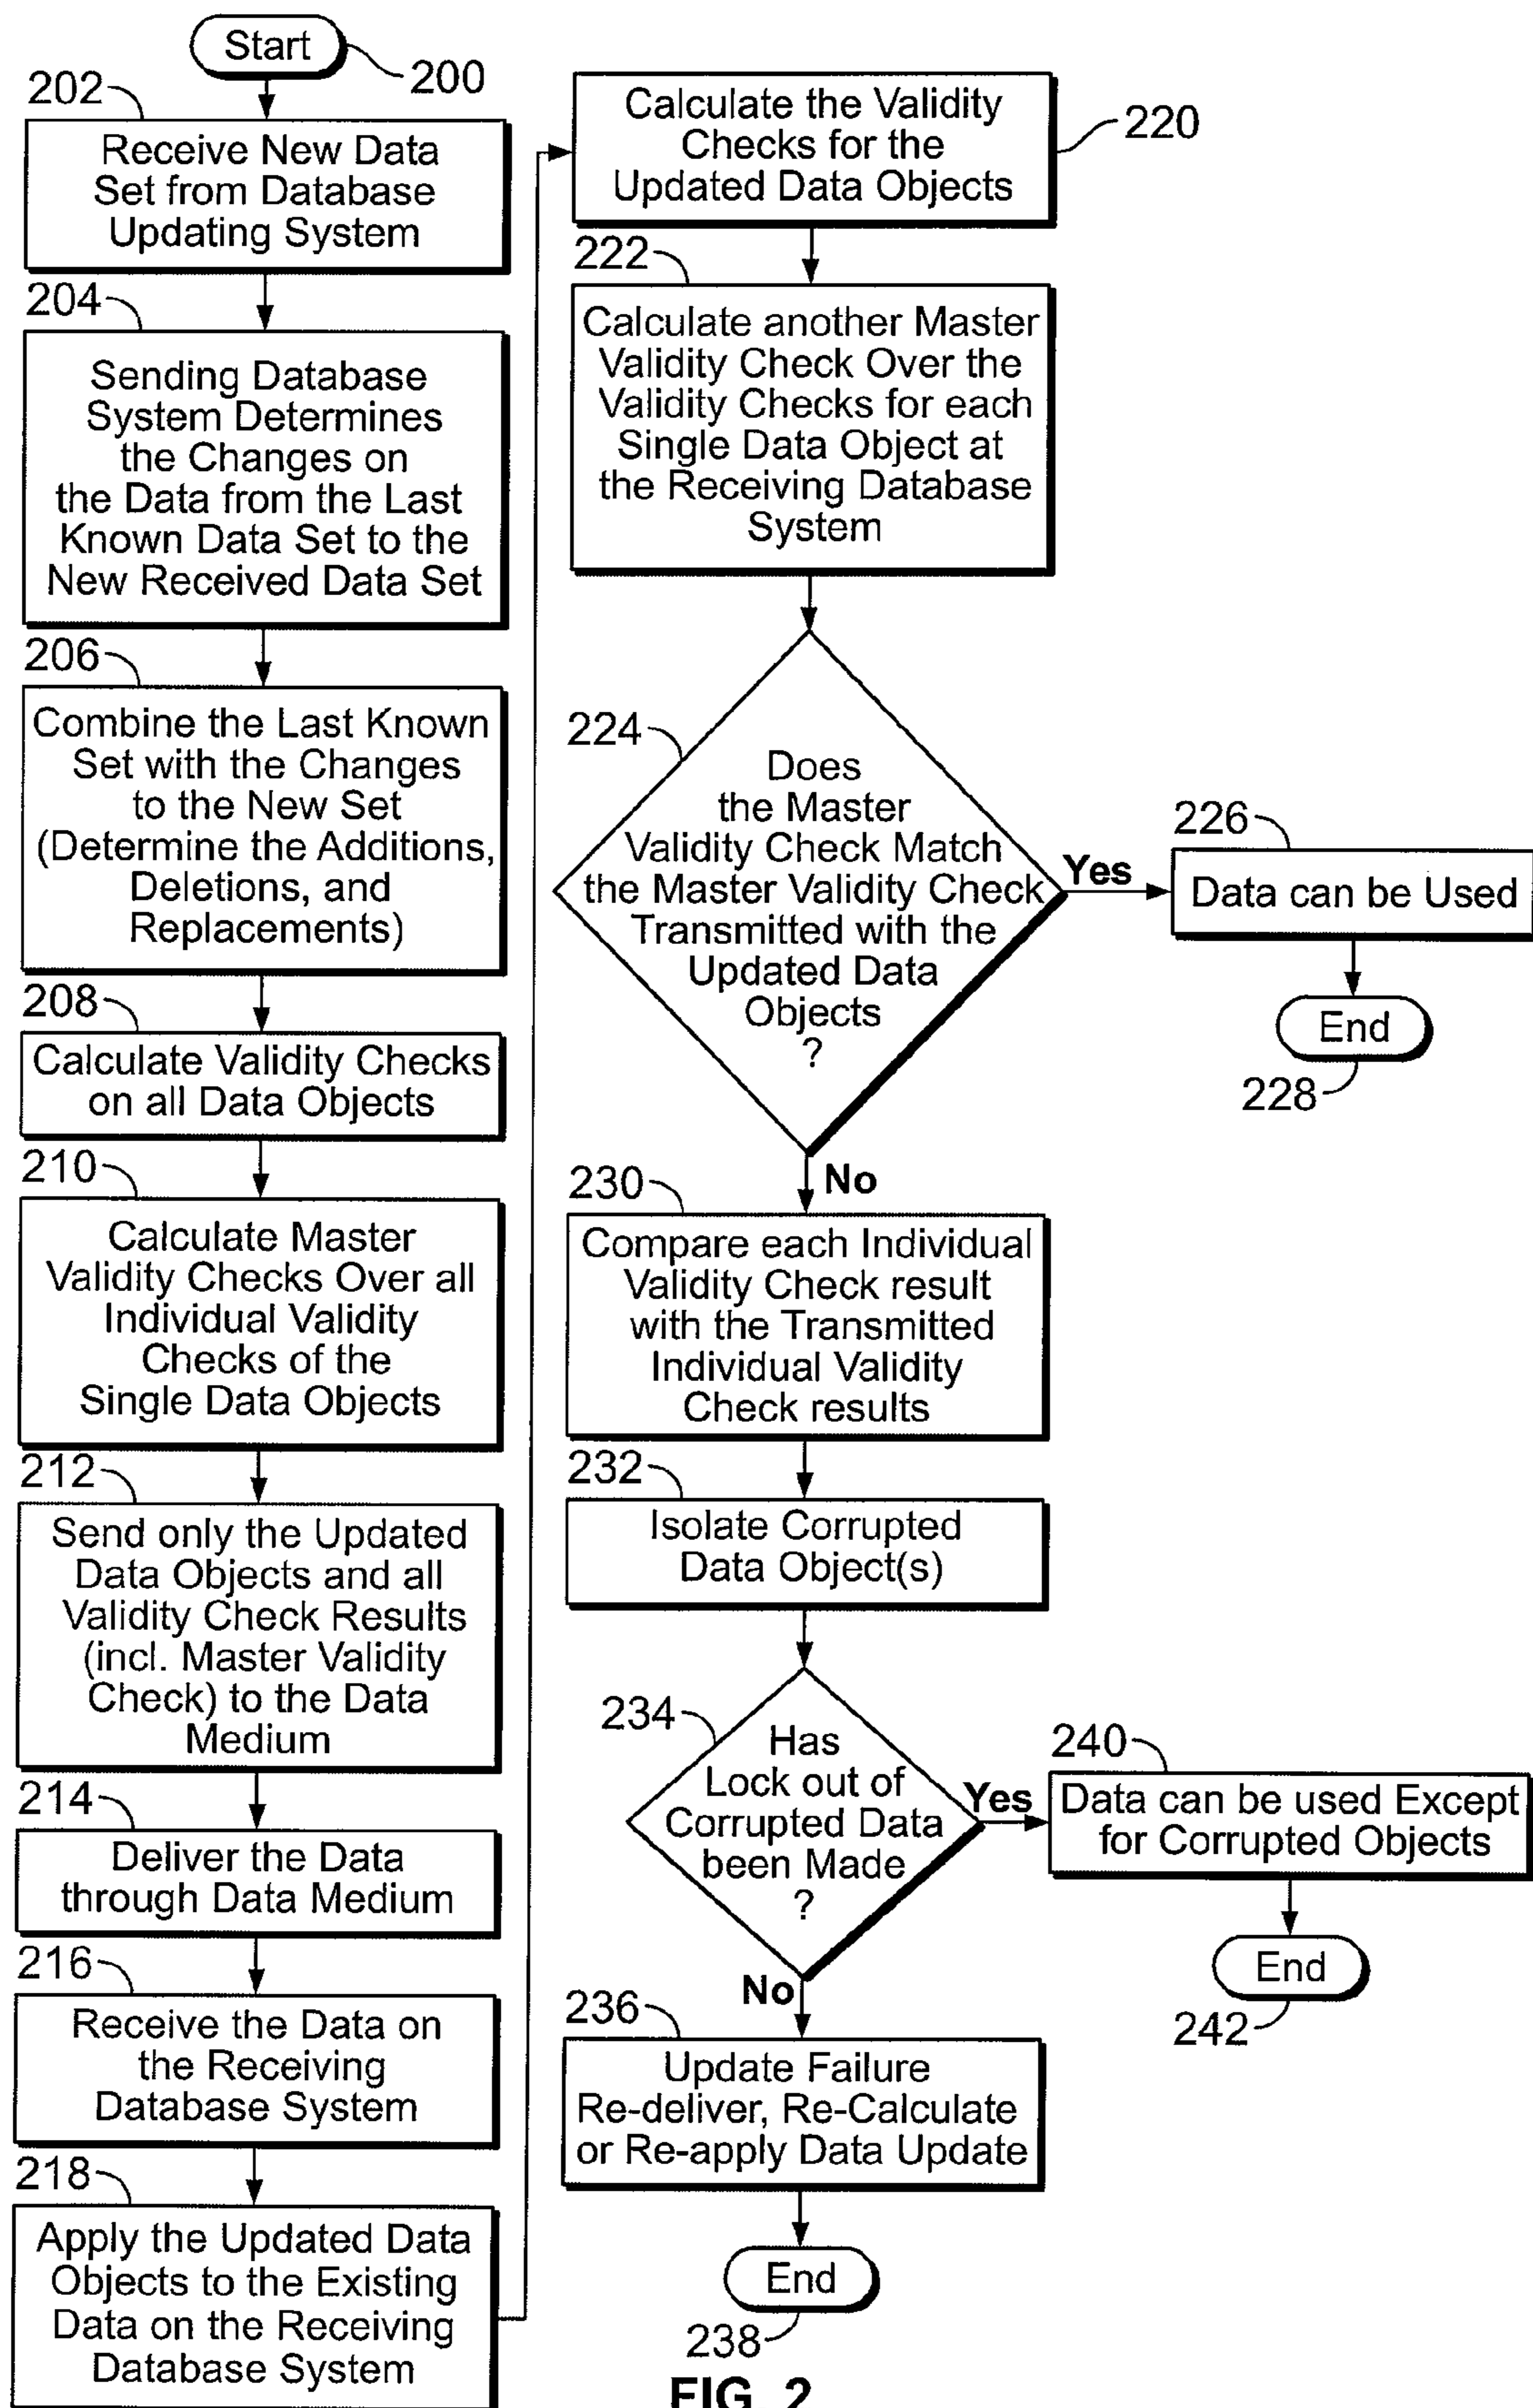 Start
200
202
Receive New Data
Set from Database
Updating System
204
Sending Database
System Determines
the Changes on
the Data from the Last
Known Data Set to the
New Received Data Set
206
Combine the Last Known
Set with the Changes
to the New Set
(Determine the Additions,
Deletions, and
Replacements)
208
Calculate Validity Checks
on all Data Objects
210
Calculate Master
Validity Checks Over all
Individual Validity
Checks of the
Single Data Objects
212
Send only the Updated
Data Objects and all
Validity Check Results
(incl. Master Validity
Check) to the Data
Medium
214
Deliver the Data
through Data Medium
216
Receive the Data on
the Receiving
Database System
218
Apply the Updated Data
Objects to the Existing
Data on the Receiving
Database System
Calculate the Validity
Checks for the
Updated Data Objects
220
222
Calculate another Master
Validity Check Over the
Validity Checks for each
Single Data Object at
the Receiving Database
System
224
Does
the Master
Validity Check Match
the Master Validity Check
Transmitted with the
Updated Data
Objects
?
Yes
226
Data can be Used
End
228
No
230
Compare each Individual
Validity Check result
with the Transmitted
Individual Validity
Check results
232
Isolate Corrupted
Data Object(s)
234
Has
Lock out of
Corrupted Data
been Made
?
Yes
240
Data can be used Except
for Corrupted Objects
End
242
No
236
Update Failure
Re-deliver, Re-Calculate
or Re-apply Data Update
End
238
FIG. 2